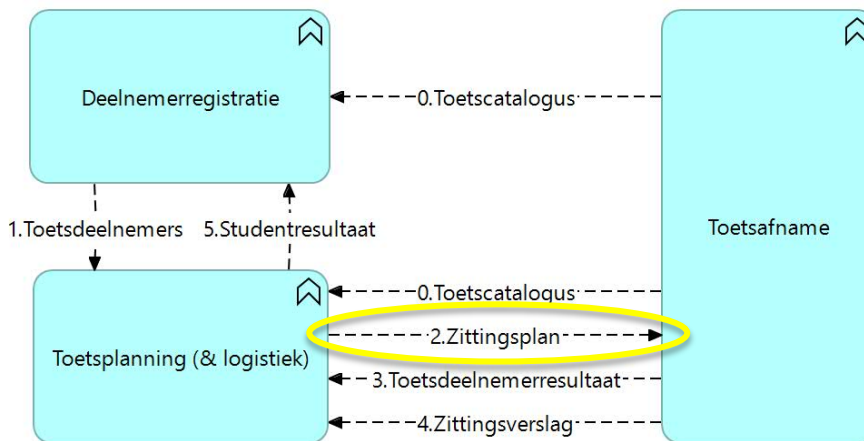 Deelnemerregistratie
0.Toetscatalogus
Toetsafname
1.Toetsdeelnemers
5.Studentresultaat
0.Toetscatalogus
2.Zittingsplan
Toetsplanning (& logistiek)
3.Toetsdeelnemerresultaat
4.Zittingsverslag